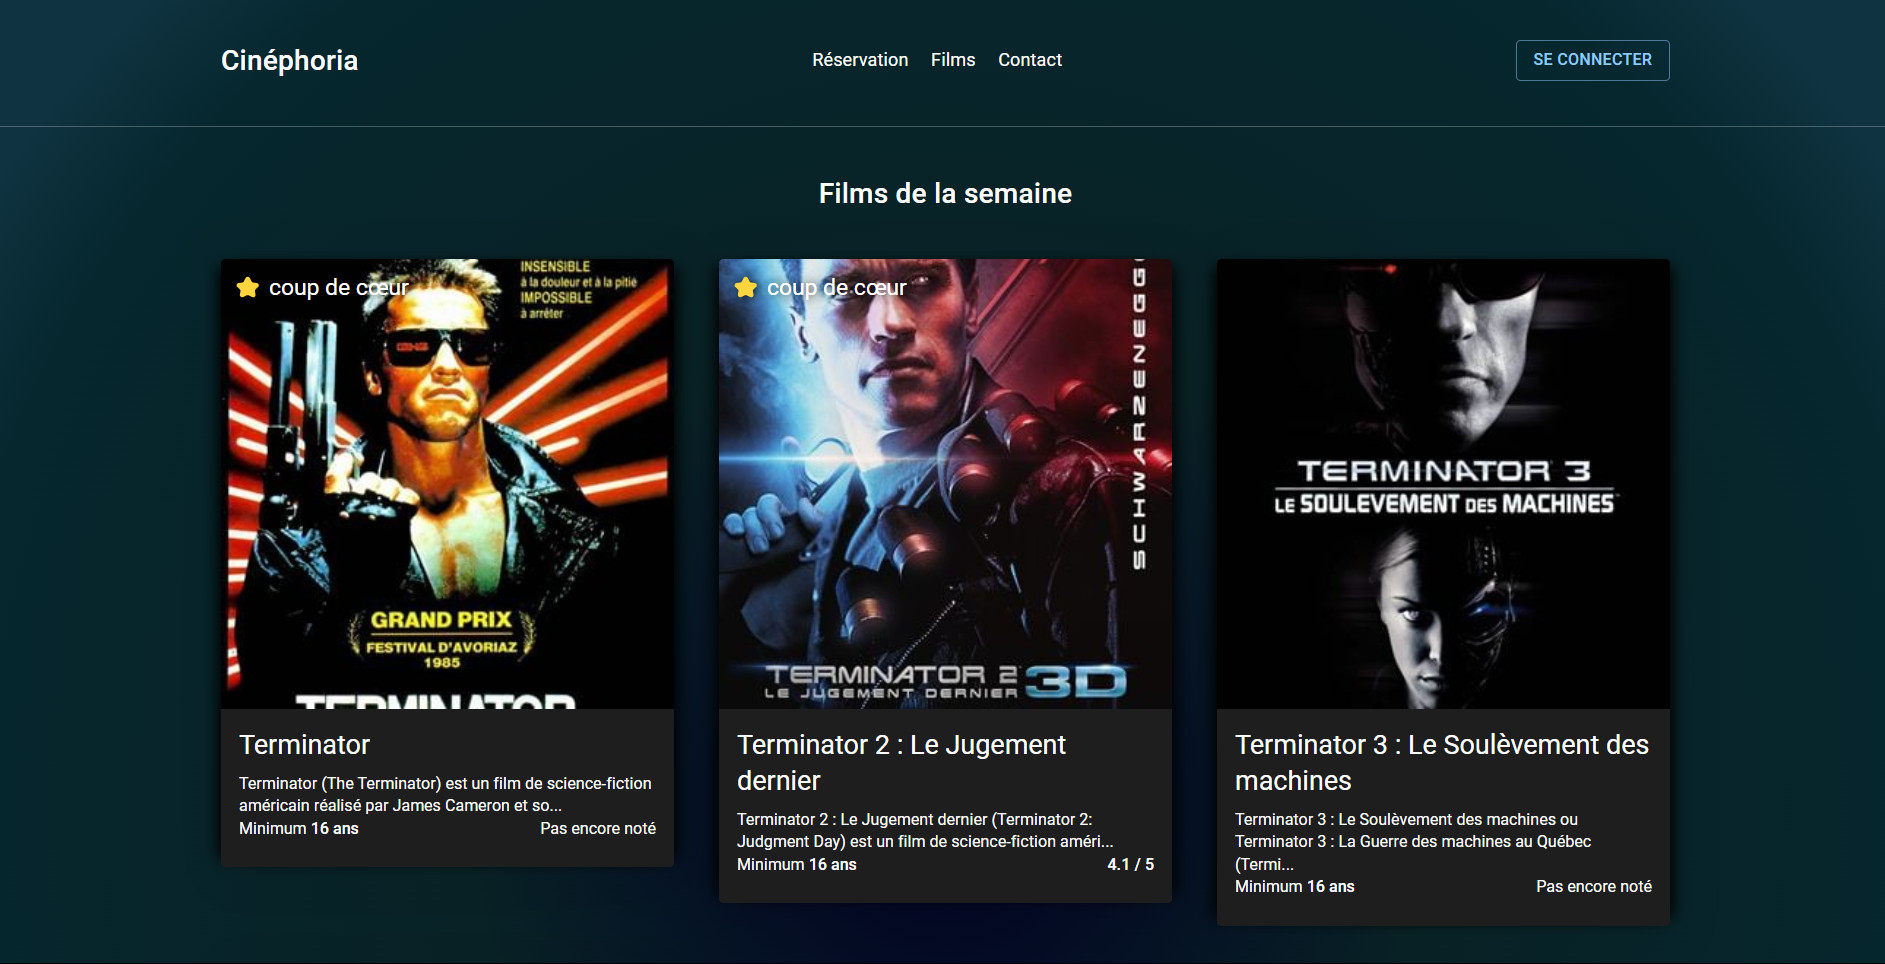 Cinéphoria
Réservation Films Contact
SE CONNECTER
Films de la semaine
coup de cœur
INSENSIBLE
à la douleur et à la pitié
IMPOSSIBLE
à arrêter
GRAND PRIX
FESTIVAL D'AVORIAZ
1985
TERMINATOR
Terminator
Terminator (The Terminator) est un film de science-fiction
américain réalisé par James Cameron et so...
Minimum 16 ans
Pas encore noté
coup de cœur
SCHWARZENEGG
TERMINATOR 2 3D
LE JUGEMENT DERNIER
Terminator 2 : Le Jugement
dernier
Terminator 2 : Le Jugement dernier (Terminator 2:
Judgment Day) est un film de science-fiction améri...
Minimum 16 ans
4.1 / 5
TERMINATOR 3
LE SOULEVEMENT DES MACHINES
Terminator 3 : Le Soulèvement des
machines
Terminator 3 : Le Soulèvement des machines ou
Terminator 3 : La Guerre des machines au Québec
(Termi...
Minimum 16 ans
Pas encore noté